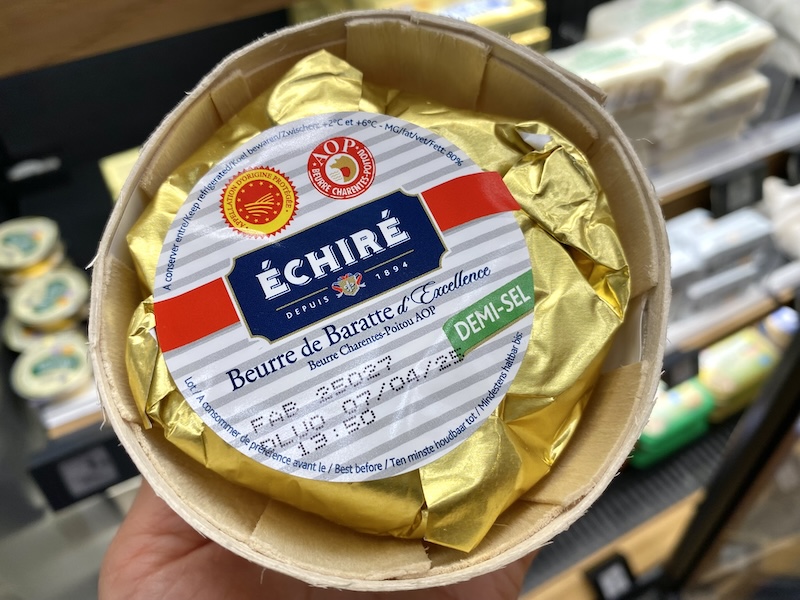 A conserver entre/Keep refrigerated/Koel bewaren/Zwischen: +2°C et +6°C - MG/fat/vet/Fett: 80%
APPELLATION D'ORIGINE PROTÉGÉE
AOP
BEURRE CHARENTES-POITOU
ÉCHIRÉ
DEPUIS 1894
Beurre de Baratte d'Excellence
Beurre Charentes-Poitou AOP
DEMI-SEL
FAB 25027
DLUO 07/04/25
13:50
Lot / A consommer de préférence avant le / Best before / Ten minste houdbaar tot / Mindestens haltbar bis: